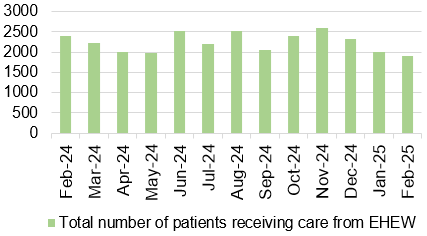 3000
2500
2000
1500
1000
500
0
Feb-24
Mar-24
Apr-24
May-24
Jun-24
Jul-24
Aug-24
Sep-24
Oct-24
Nov-24
Dec-24
Jan-25
Feb-25
Total number of patients receiving care from EHEW